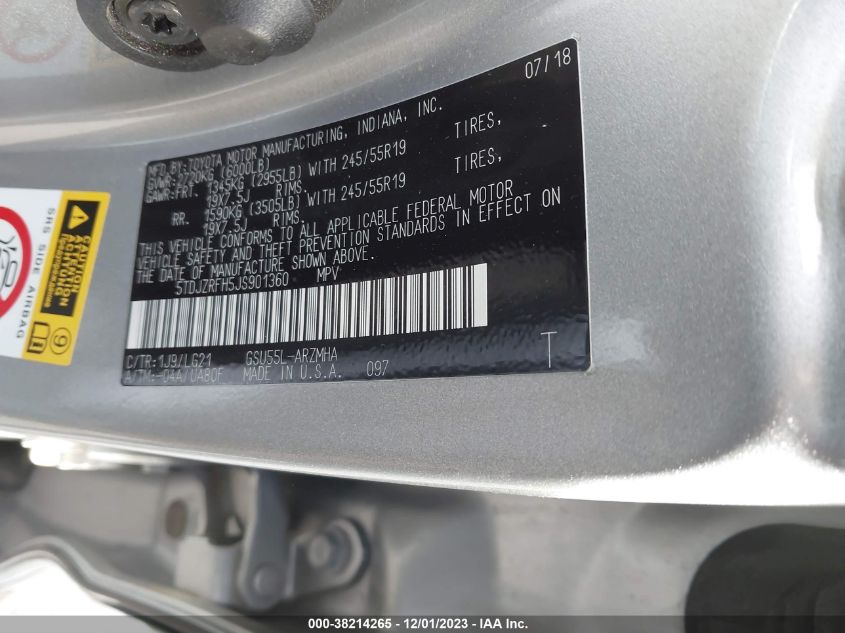 07/18
MFD.BY:TOYOTA MOTOR MANUFACTURING, INDIANA, INC.
GVWR 2720KG (6000LB)
GAWR:FRT. 1345KG (2955LB) WITH 245/55R19 TIRES,
19X7.5J RIMS.
RR. 1590KG (3505LB) WITH 245/55R19 TIRES,
19X7.5J RIMS.
THIS VEHICLE CONFORMS TO ALL APPLICABLE FEDERAL MOTOR
VEHICLE SAFETY AND THEFT PREVENTION STANDARDS IN EFFECT ON
THE DATE OF MANUFACTURE SHOWN ABOVE.
5TDJZRFH5JS901360 MPV
C/TR:1J9/LG21 GSU55L-ARZMHA
A/TM:-04A/UA80F MADE IN U.S.A. 097 T
SRS SIDE AIRBAG
CAUTION
9
000-38214265 - 12/01/2023 - IAA Inc.